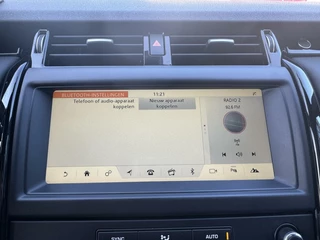 BLUETOOTH-INSTELLINGEN
11:21
Telefoon of audio-apparaat
koppelen
Nieuw apparaat
koppelen
RADIO 2
SYNC
AUTO